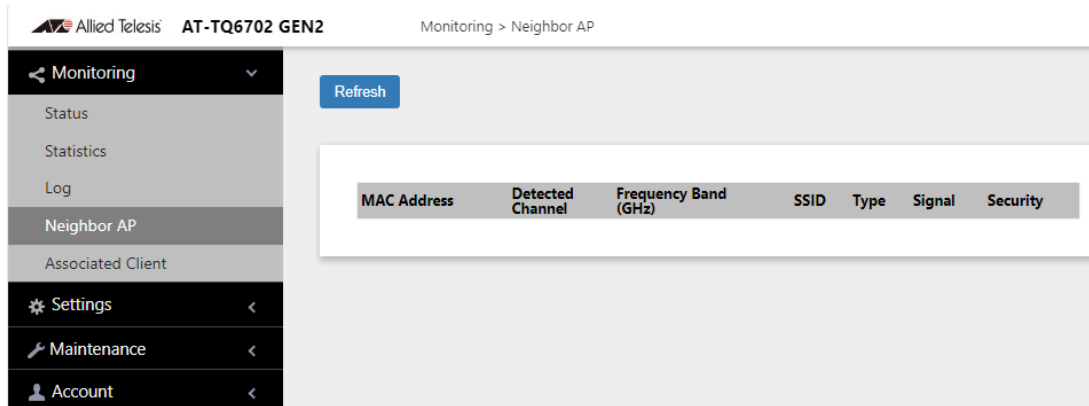 Allied Telesis AT-TQ6702 GEN2 Monitoring > Neighbor AP
Monitoring
Status
Statistics
Log
Neighbor AP
Associated Client
Settings
Maintenance
Account
Refresh
MAC Address Detected Channel Frequency Band (GHz) SSID Type Signal Security